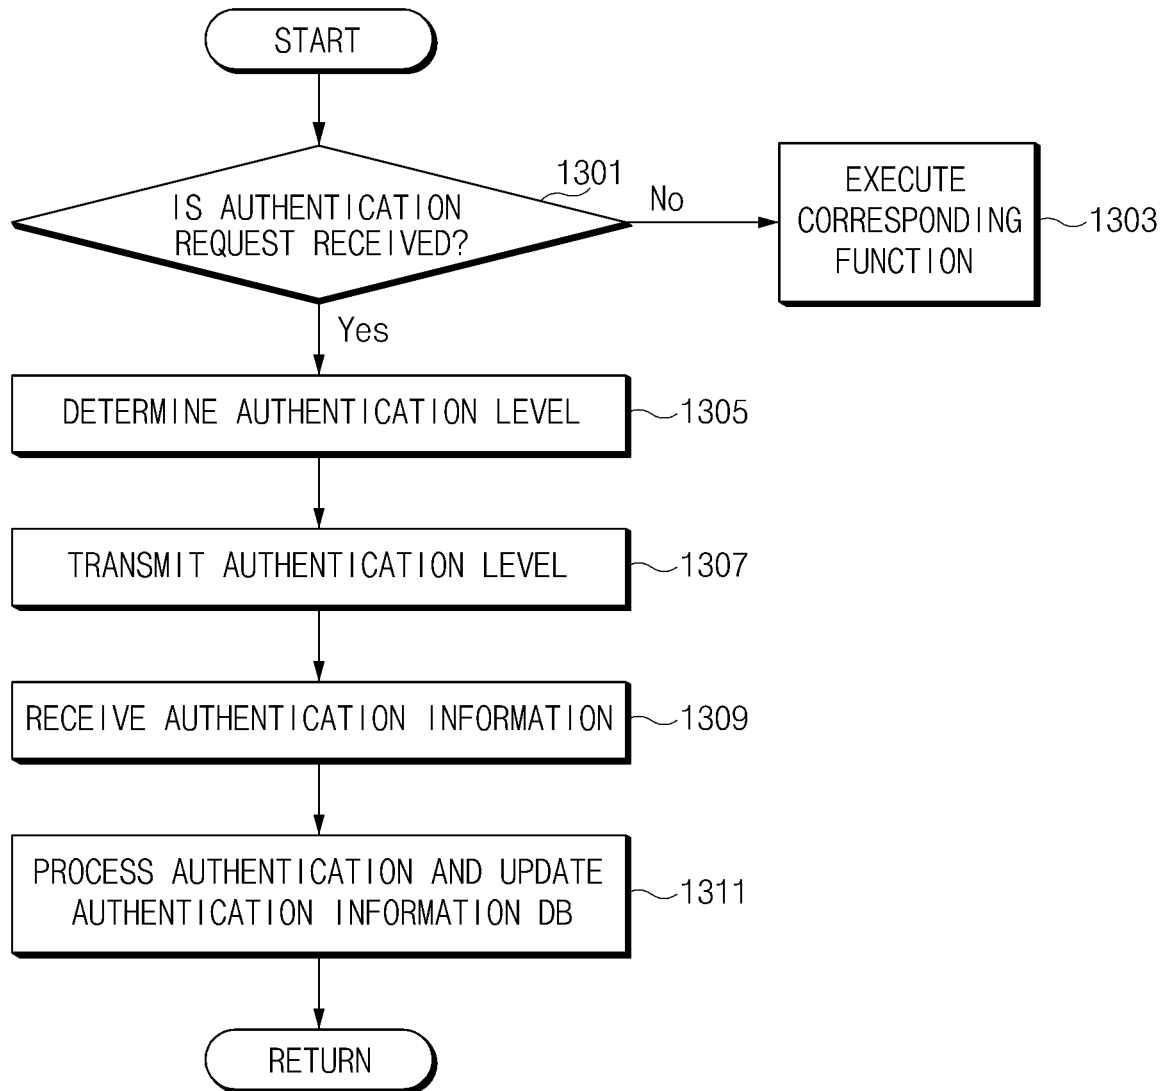 START
1301
IS AUTHENTICATION
REQUEST RECEIVED?
No
EXECUTE
CORRESPONDING
FUNCTION
1303
Yes
DETERMINE AUTHENTICATION LEVEL
1305
TRANSMIT AUTHENTICATION LEVEL
1307
RECEIVE AUTHENTICATION INFORMATION
1309
PROCESS AUTHENTICATION AND UPDATE
AUTHENTICATION INFORMATION DB
1311
RETURN